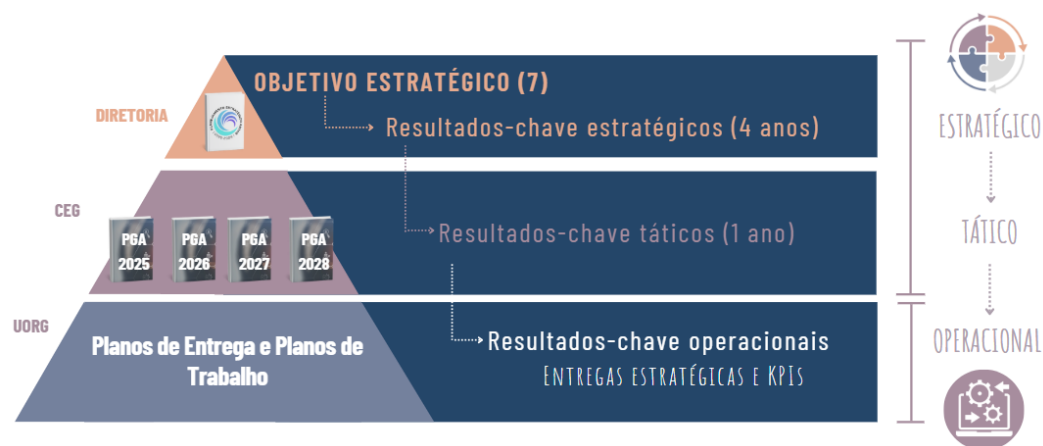 DIRETORIA
OBJETIVO ESTRATÉGICO (7)
Resultados-chave estratégicos (4 anos)
CEG
PGA
2025
PGA
2026
PGA
2027
PGA
2028
Resultados-chave táticos (1 ano)
UORG
Planos de Entrega e Planos de
Trabalho
Resultados-chave operacionais
ENTREGAS ESTRATÉGICAS E KPIS
ESTRATÉGICO
TÁTICO
OPERACIONAL